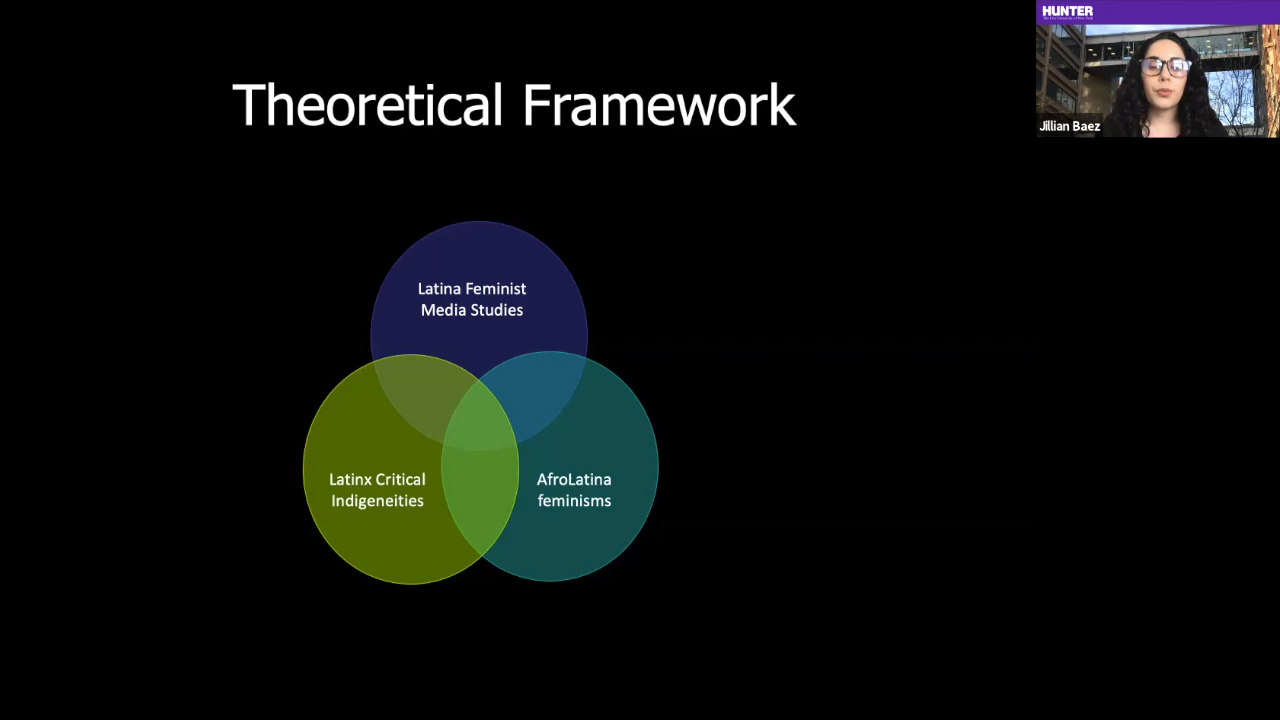 HUNTER
Theoretical Framework
Jillian Baez
Latina Feminist
Media Studies
Latinx Critical
Indigeneities
AfroLatina
feminisms